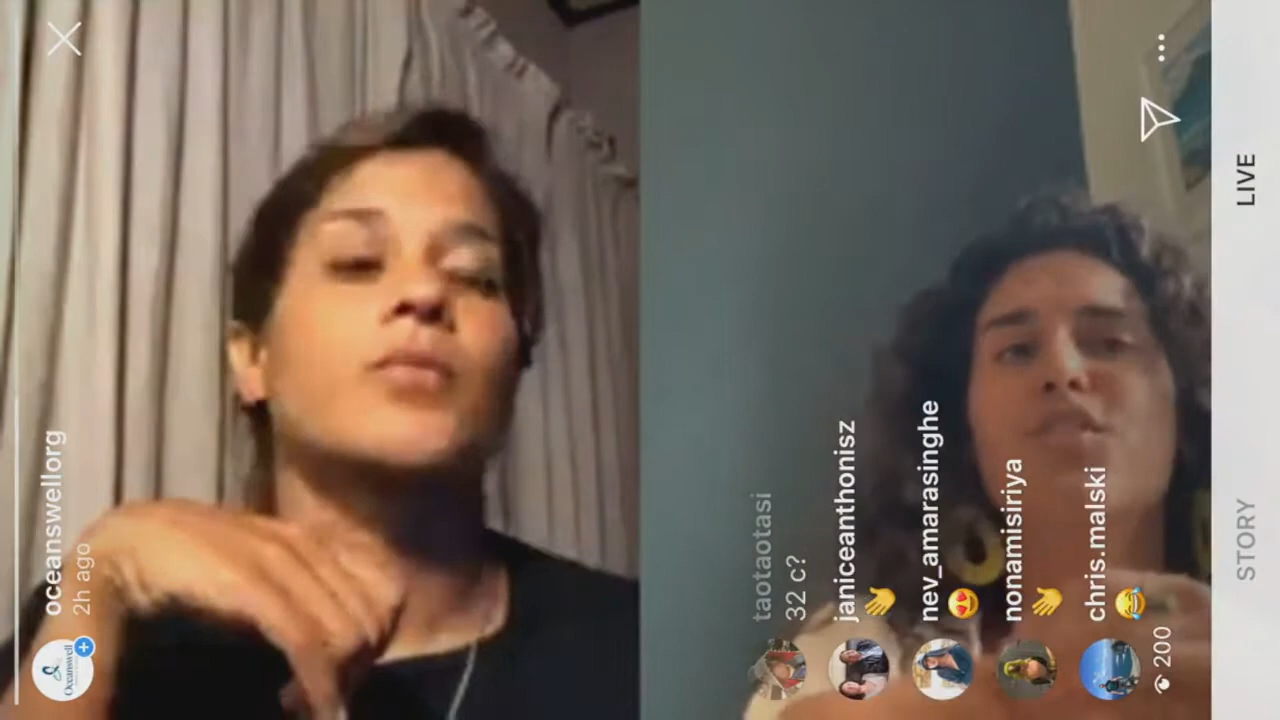 oceanswellorg
2h ago
Oceanswell
taotaotasi
32 c?
janiceanthonisz
nev_amarasinghe
nonamisiriya
chris.malski
200
STORY
LIVE